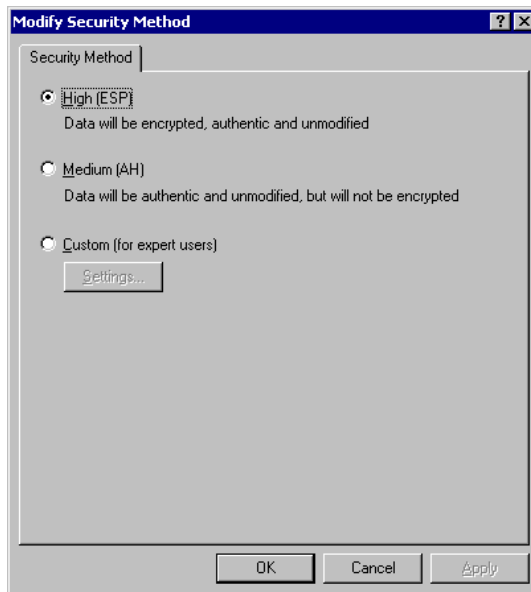 Modify Security Method
Security Method
High (ESP)
Data will be encrypted, authentic and unmodified
Medium (AH)
Data will be authentic and unmodified, but will not be encrypted
Custom (for expert users)
Settings...
OK Cancel Apply